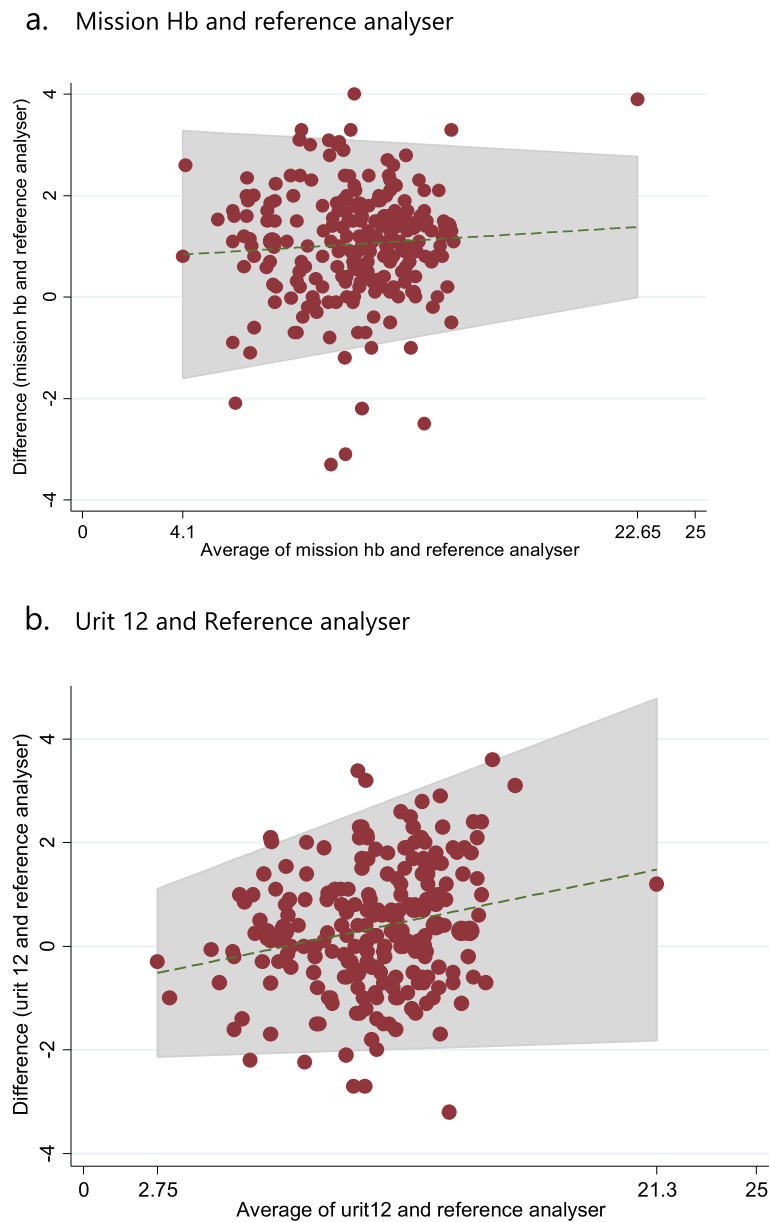 a. Mission Hb and reference analyser
Difference (mission hb and reference analyser)
4
2
0
-2
-4
0 4.1 22.65 25
Average of mission hb and reference analyser
b. Urit 12 and Reference analyser
Difference (urit 12 and reference analyser)
4
2
0
-2
-4
0 2.75 21.3 25
Average of urit12 and reference analyser